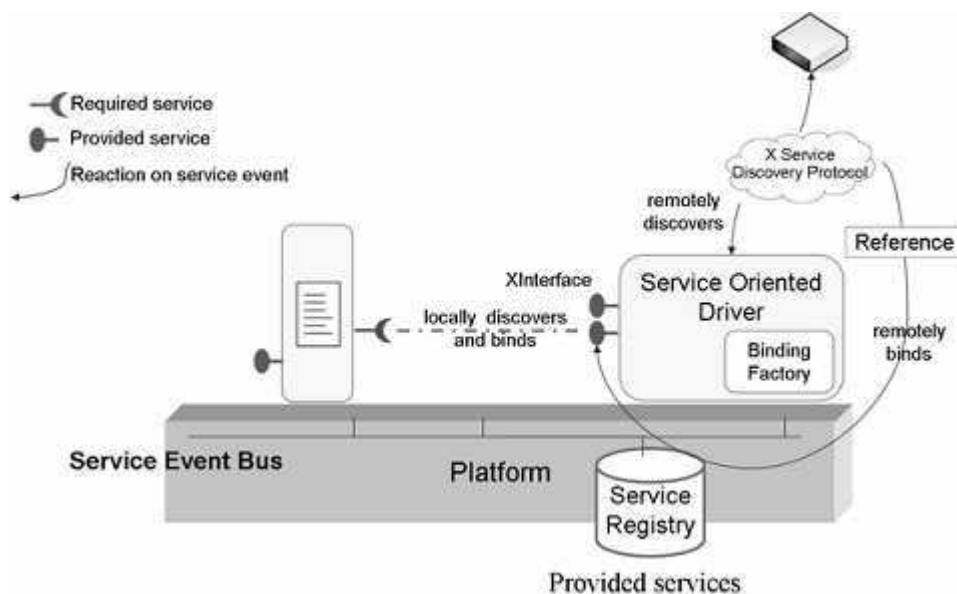 Required service
Provided service
Reaction on service event
X Service
Discovery Protocol
remotely
discovers
Reference
XInterface
Service Oriented
Driver
locally discovers
and binds
remotely
binds
Binding
Factory
Service Event Bus
Platform
Service
Registry
Provided services